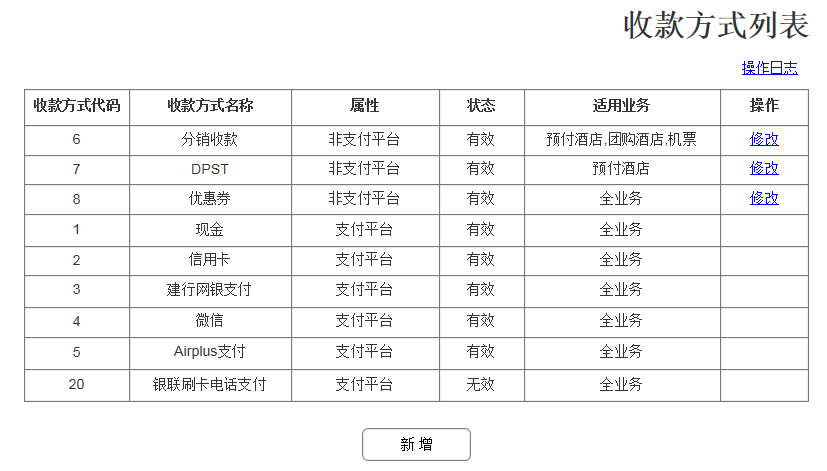 收款方式列表
操作日志
收款方式代码 收款方式名称 属性 状态 适用业务 操作
6 分销收款 非支付平台 有效 预付酒店,团购酒店,机票 修改
7 DPST 非支付平台 有效 预付酒店 修改
8 优惠券 非支付平台 有效 全业务 修改
1 现金 支付平台 有效 全业务
2 信用卡 支付平台 有效 全业务
3 建行网银支付 支付平台 有效 全业务
4 微信 支付平台 有效 全业务
5 Airplus支付 支付平台 有效 全业务
20 银联刷卡电话支付 支付平台 无效 全业务
新 增